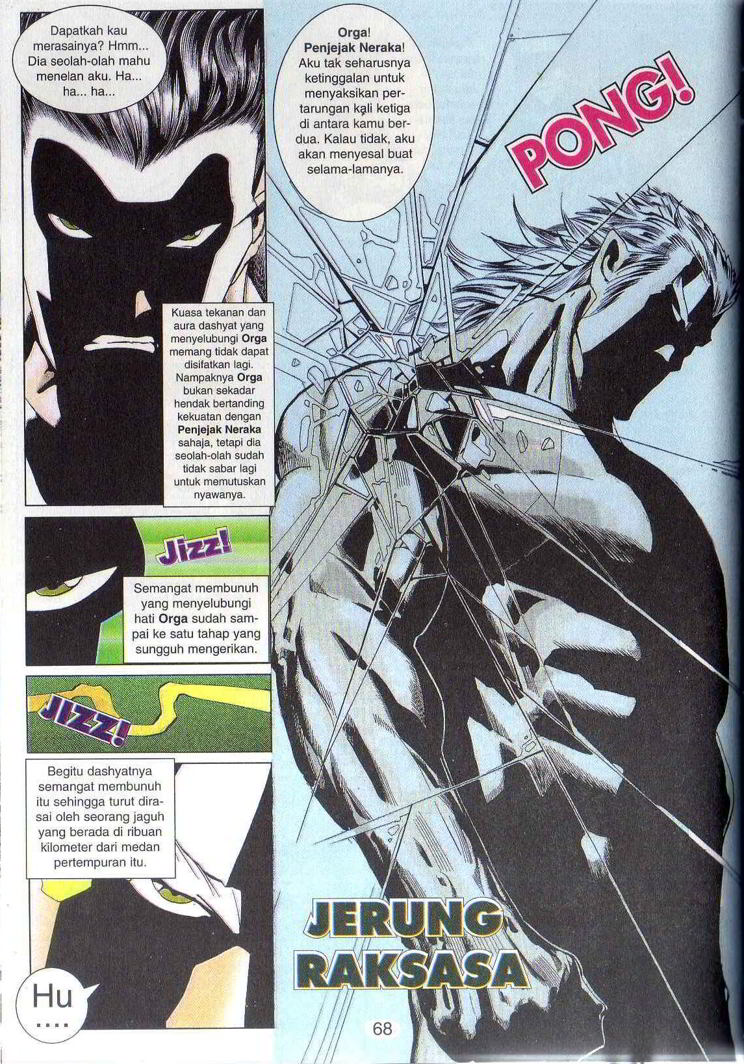 Dapatkah kau
merasainya? Hmm...
Dia seolah-olah mahu
menelan aku. Ha...
ha... ha...
Orga!
Penjejak Neraka!
Aku tak seharusnya
ketinggalan untuk
menyaksikan per-
tarungan kali ketiga
di antara kamu ber-
dua. Kalau tidak, aku
akan menyesal buat
selama-lamanya.
PONG!
Kuasa tekanan dan
aura dashyat yang
menyelubungi Orga
memang tidak dapat
disifatkan lagi.
Nampaknya Orga
bukan sekadar
hendak bertanding
kekuatan dengan
Penjejak Neraka
sahaja, tetapi dia
seolah-olah sudah
tidak sabar lagi
untuk memutuskan
nyawanya.
Jizz!
Semangat membunuh
yang menyelubungi
hati Orga sudah sam-
pai ke satu tahap yang
sungguh mengerikan.
JIZZ!
Begitu dashyatnya
semangat membunuh
itu sehingga turut dira-
sai oleh seorang jaguh
yang berada di ribuan
kilometer dari medan
pertempuran itu.
Hu
....
JERUNG
RAKSASA
68